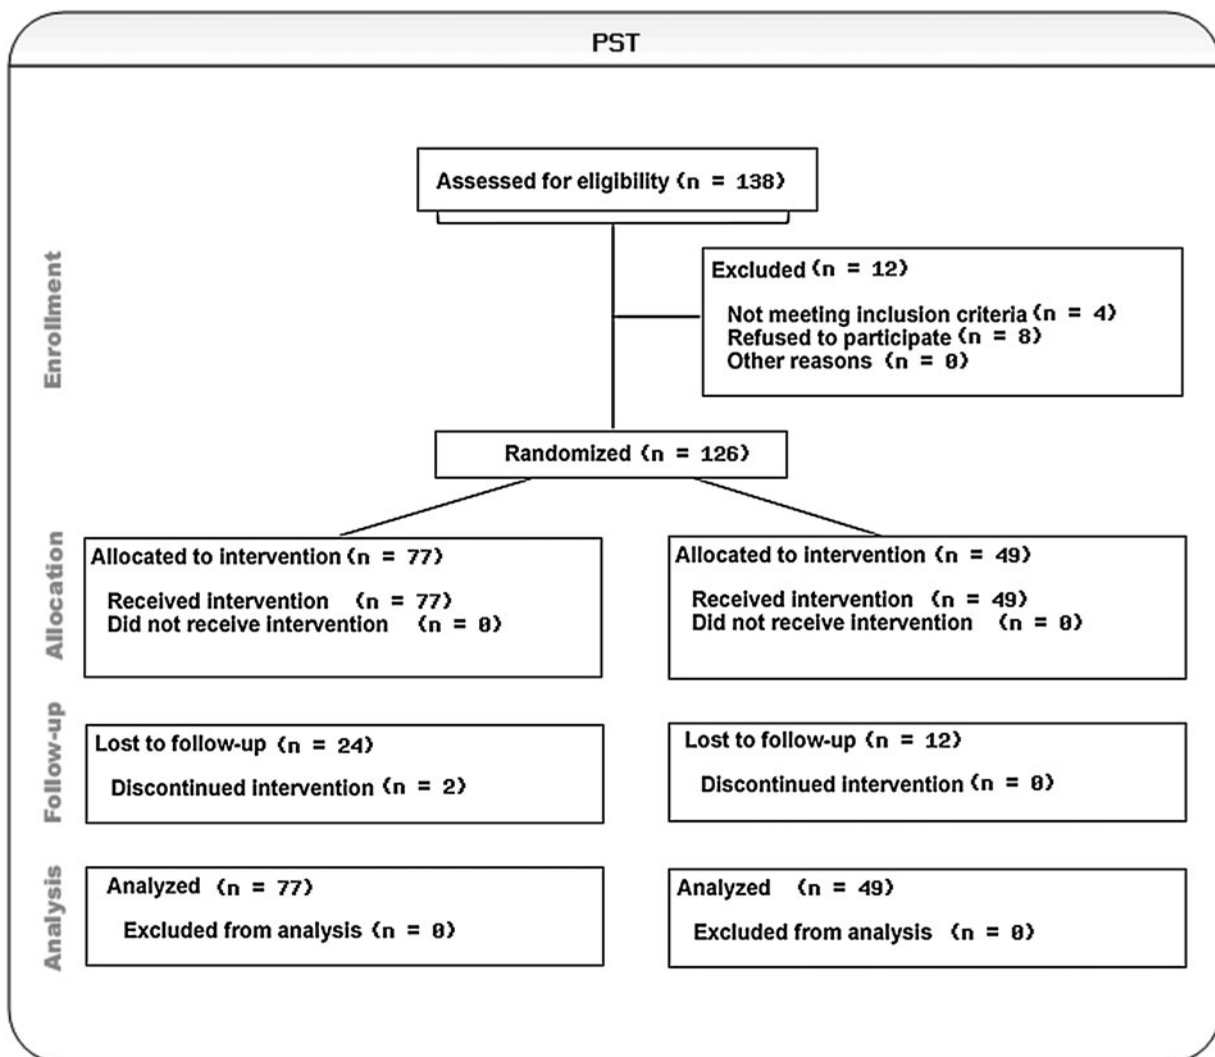 PST
Enrollment
Assessed for eligibility (n = 138)
Excluded (n = 12)
Not meeting inclusion criteria (n = 4)
Refused to participate (n = 8)
Other reasons (n = 0)
Randomized (n = 126)
Allocation
Allocated to intervention (n = 77)
Received intervention (n = 77)
Did not receive intervention (n = 0)
Allocated to intervention (n = 49)
Received intervention (n = 49)
Did not receive intervention (n = 0)
Follow-up
Lost to follow-up (n = 24)
Discontinued intervention (n = 2)
Lost to follow-up (n = 12)
Discontinued intervention (n = 0)
Analysis
Analyzed (n = 77)
Excluded from analysis (n = 0)
Analyzed (n = 49)
Excluded from analysis (n = 0)